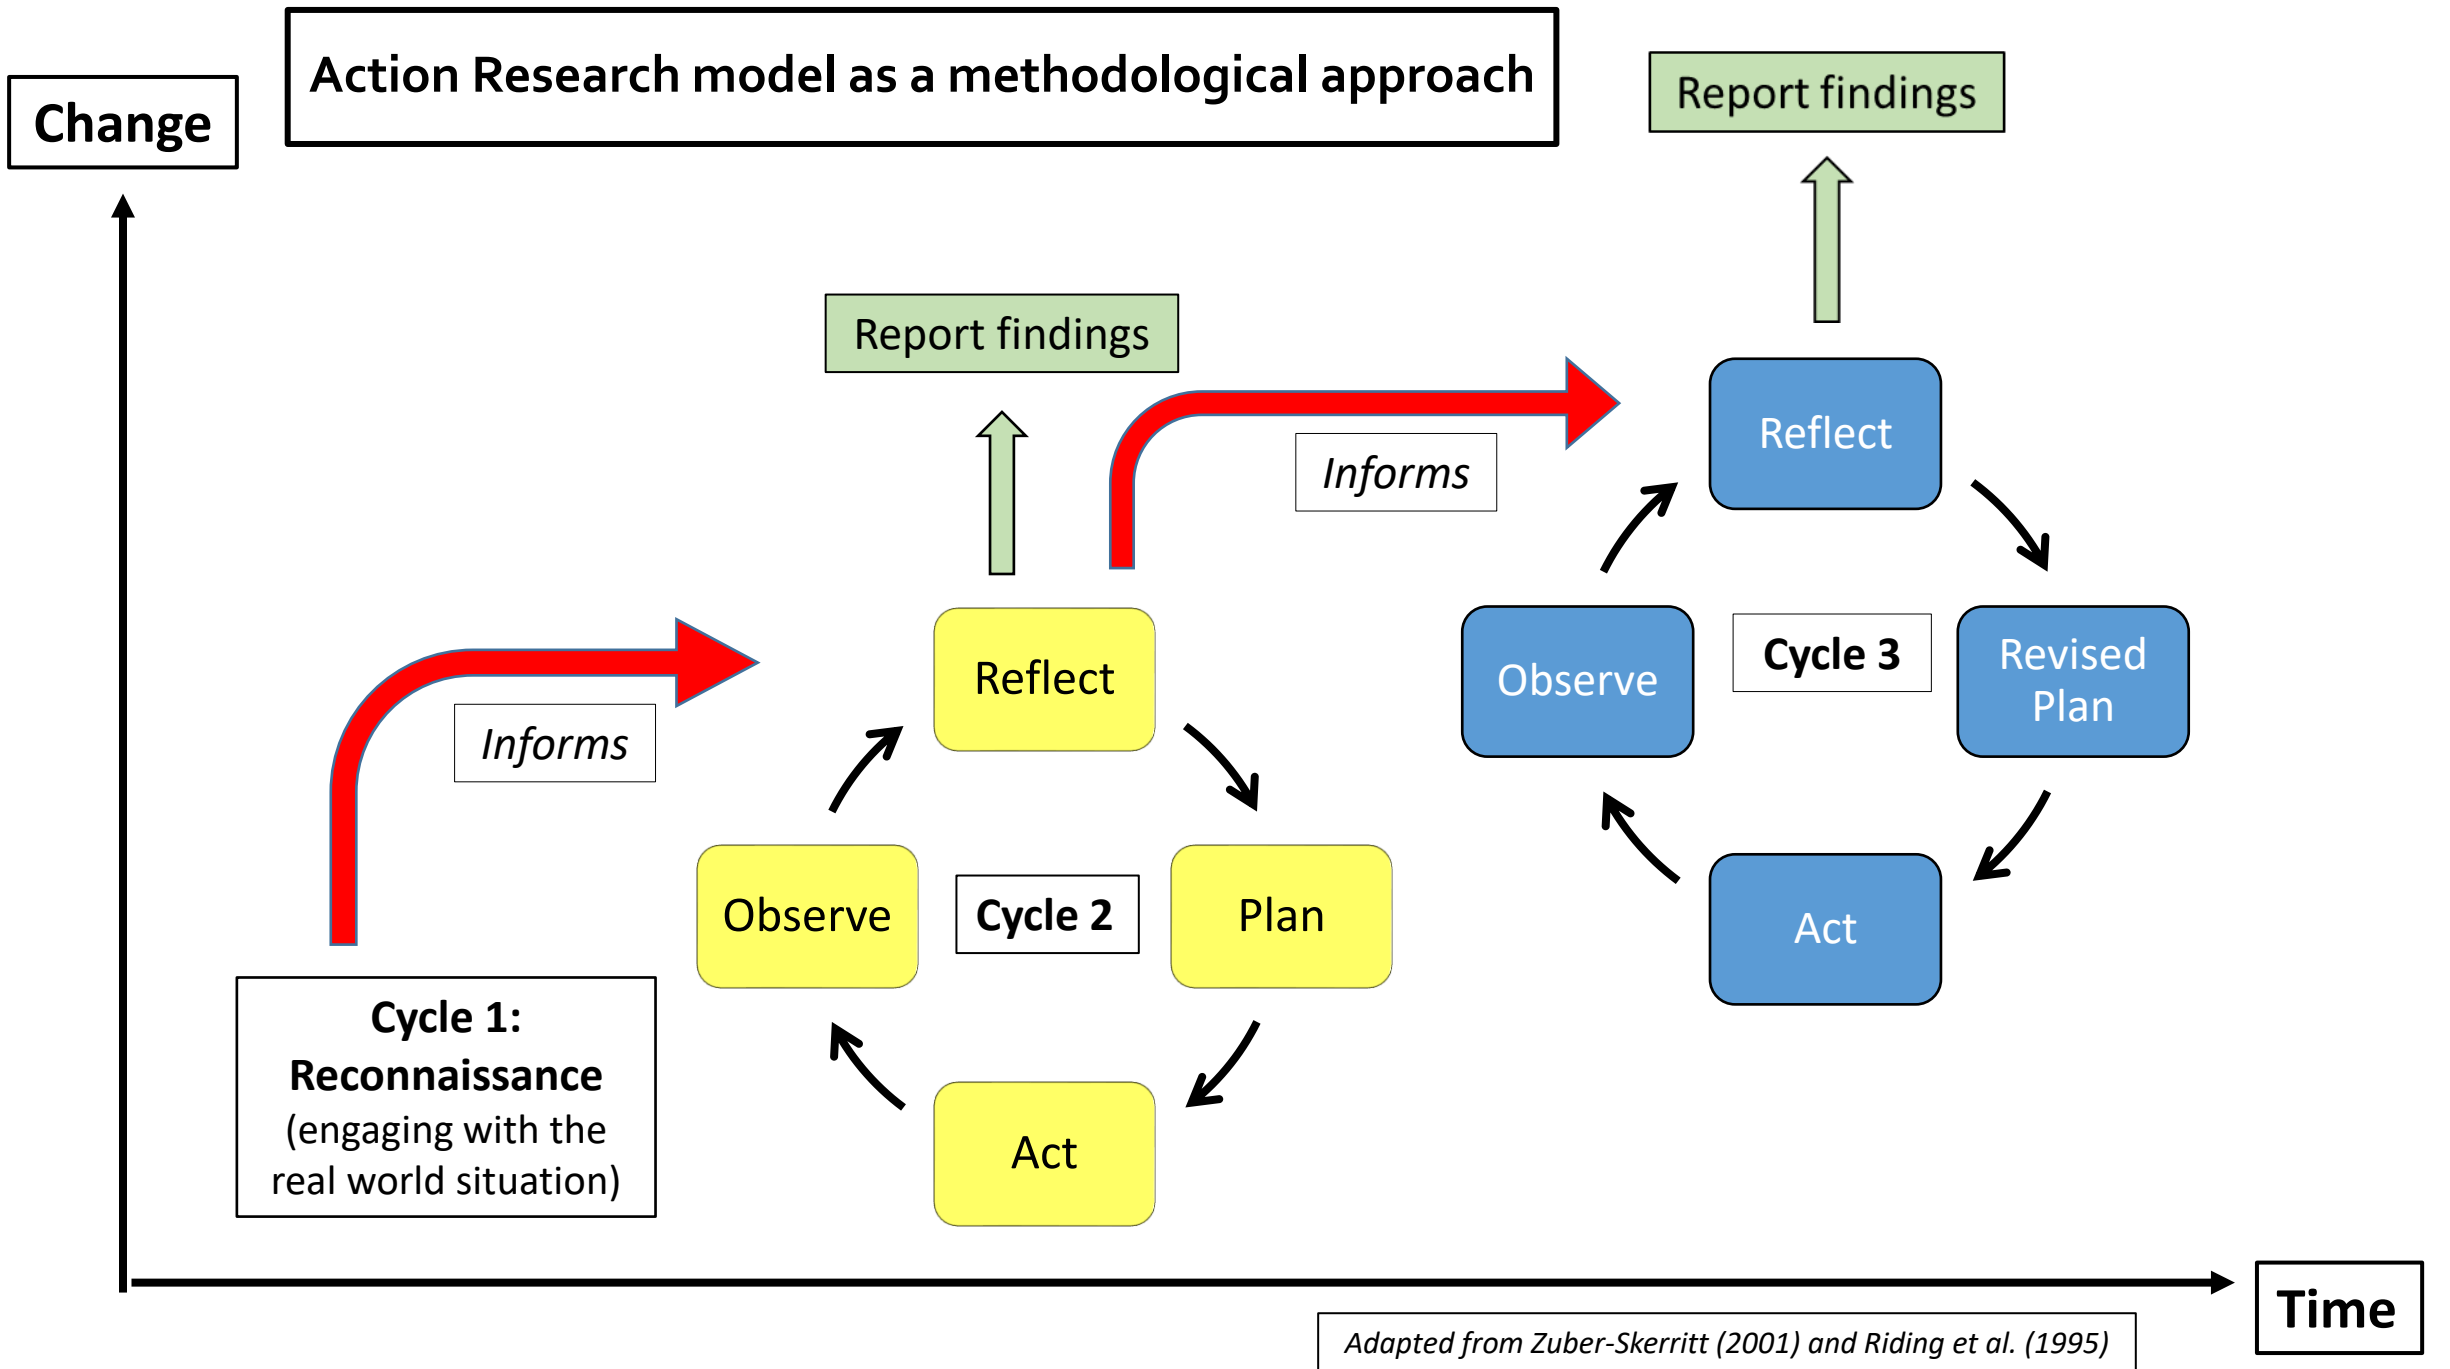 Action Research model as a methodological approach
Change
Report findings
Report findings
Informs
Reflect
Reflect
Informs
Observe
Cycle 3
Revised
Plan
Observe
Cycle 2
Plan
Act
Cycle 1:
Reconnaissance
(engaging with the
real world situation)
Act
Time
Adapted from Zuber-Skerritt (2001) and Riding et al. (1995)